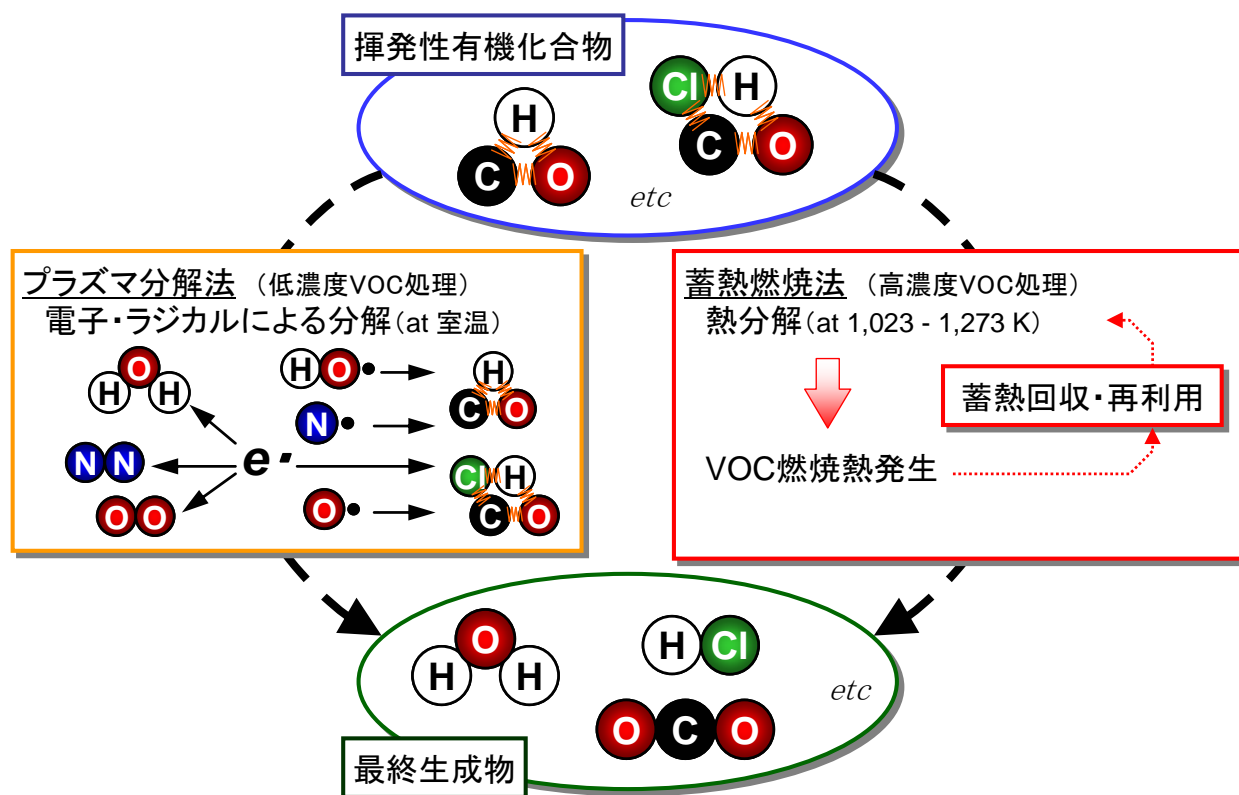 揮発性有機化合物
Cl H
H
C O
C O
etc
プラズマ分解法 (低濃度VOC処理)
電子・ラジカルによる分解(at 室温)
O
H H
H O •
H
C O
N •
N N
e
Cl H
C O
O O
O •
蓄熱燃焼法 (高濃度VOC処理)
熱分解(at 1,023 - 1,273 K)
蓄熱回収・再利用
VOC燃焼熱発生
O
H H
H Cl
etc
O C O
最終生成物